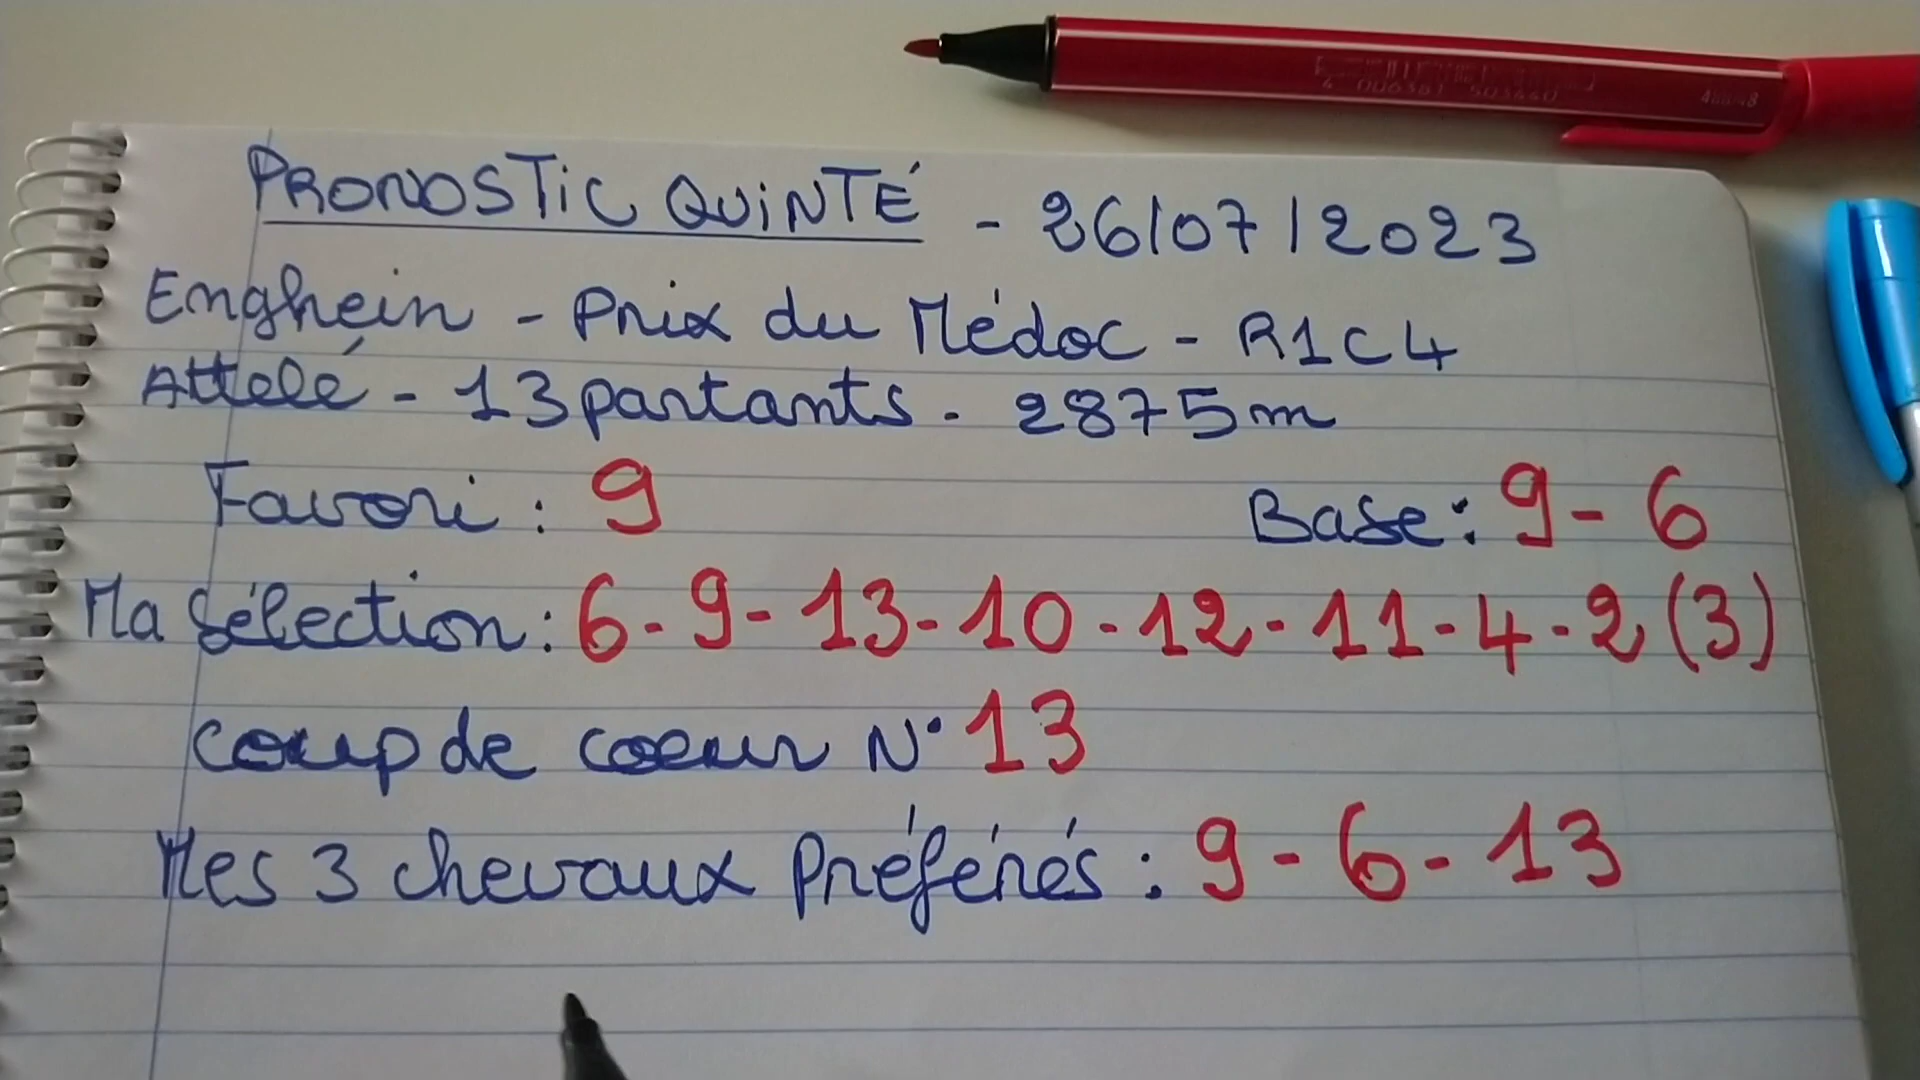 PRONOSTIC QUINTÉ - 26/07/2023
Enghein - Prix du Médoc - R1C4
Attelé - 13 partants - 2875m
Favori : 9
Base : 9 - 6
Ma Sélection : 6 - 9 - 13 - 10 - 12 - 11 - 4 - 2 (3)
coup de coeur N° 13
Mes 3 chevaux Préférés : 9 - 6 - 13